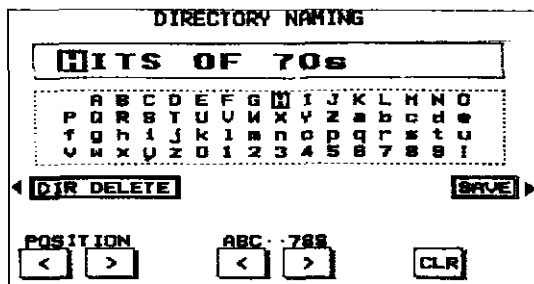 DIRECTORY NAMING
HITS OF 70s
A B C D E F G H I J K L M N O
P Q R S T U V W X Y Z a b c d e
f g h i j k l m n o p q r s t u
v w x y z 0 1 2 3 4 5 6 7 8 9 !
DIR DELETE SAVE
POSITION ABC··789
< > < > CLR